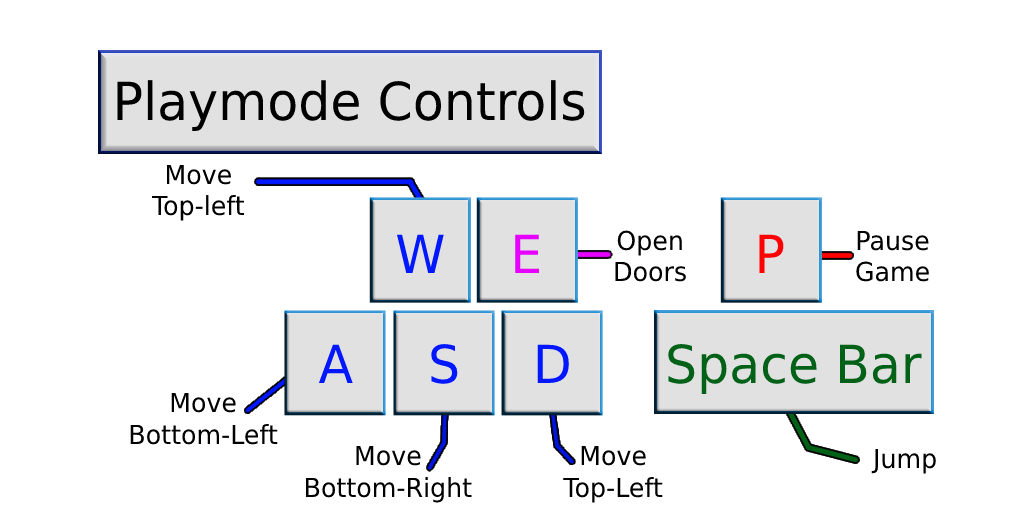 Playmode Controls
Move
Top-left
W
E
Open
Doors
P
Pause
Game
A
S
D
Space Bar
Move
Bottom-Left
Move
Bottom-Right
Move
Top-Left
Jump